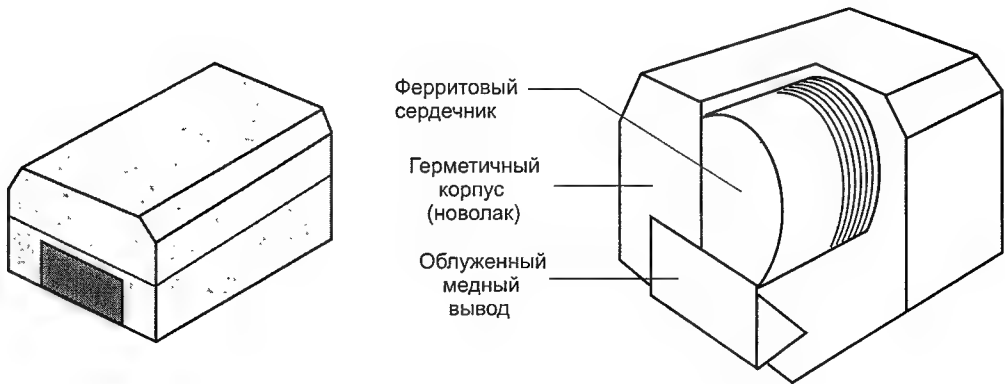 Ферритовый
сердечник
Герметичный
корпус
(новолак)
Облуженный
медный
вывод